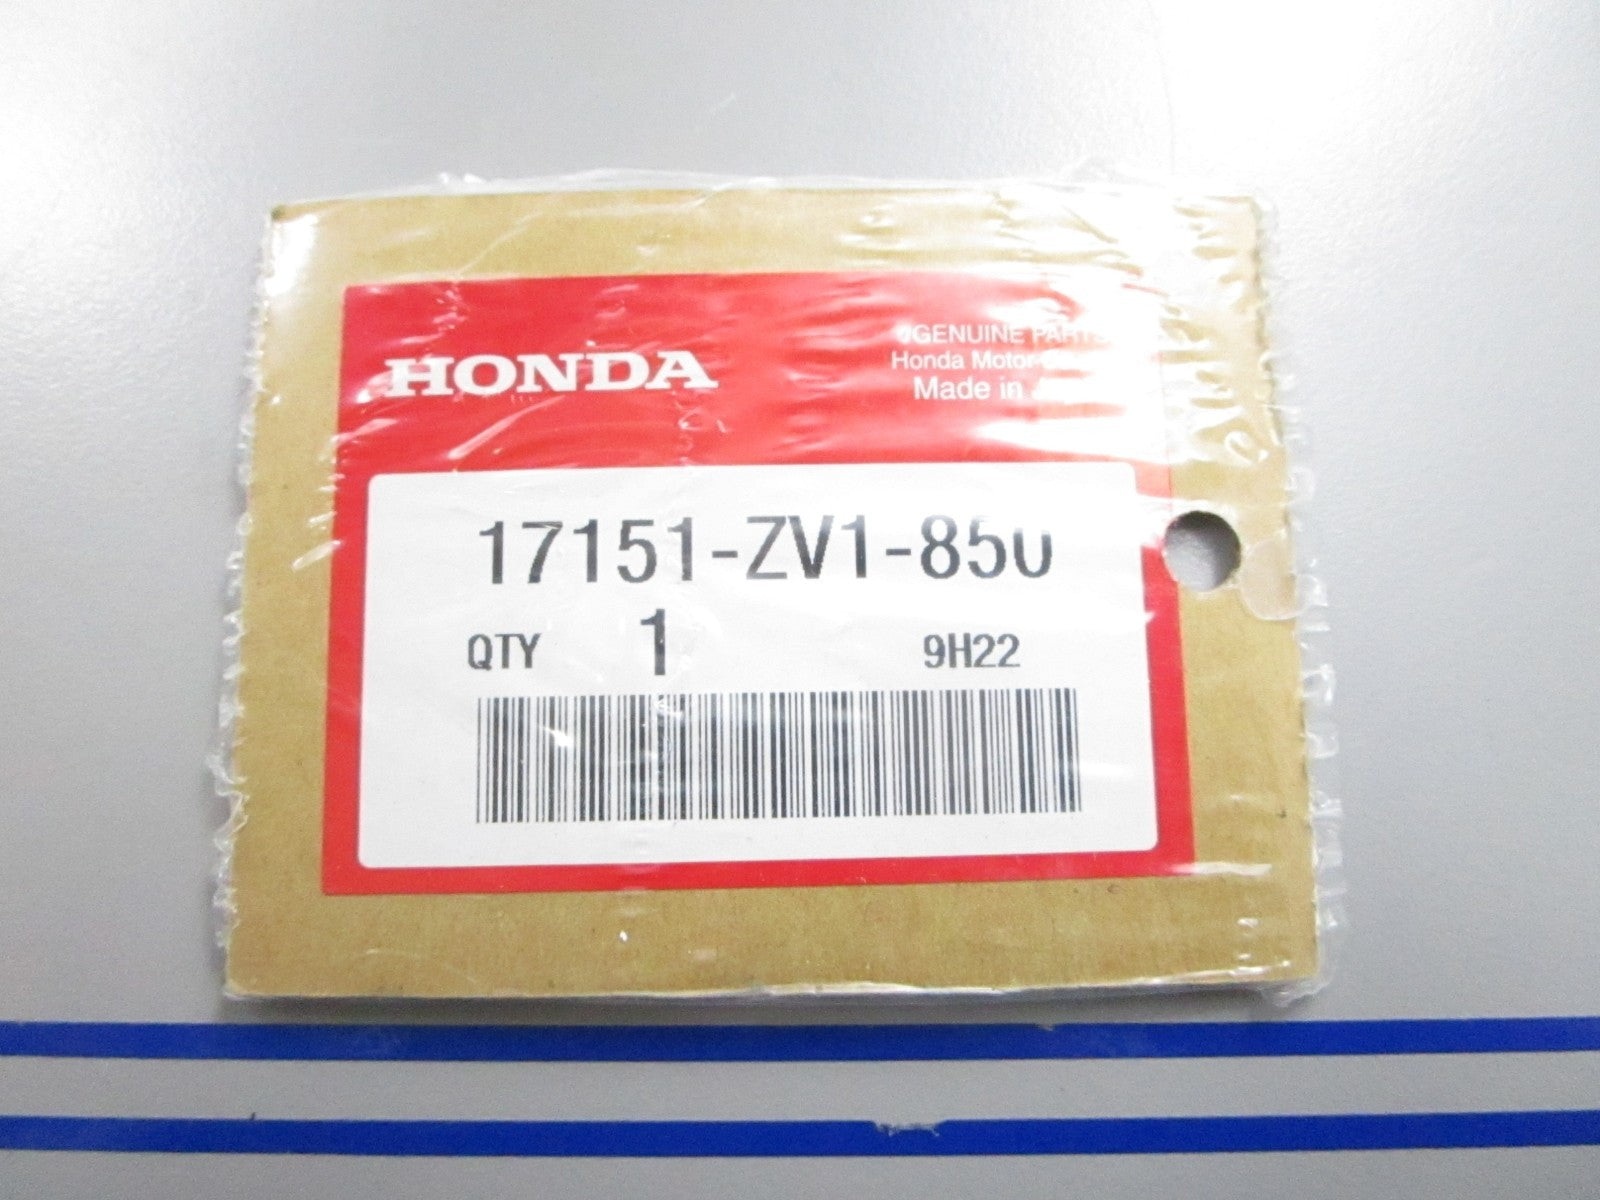 HONDA
GENUINE PARTS
Honda Motor
Made in
17151-ZV1-850
QTY 1 9H22